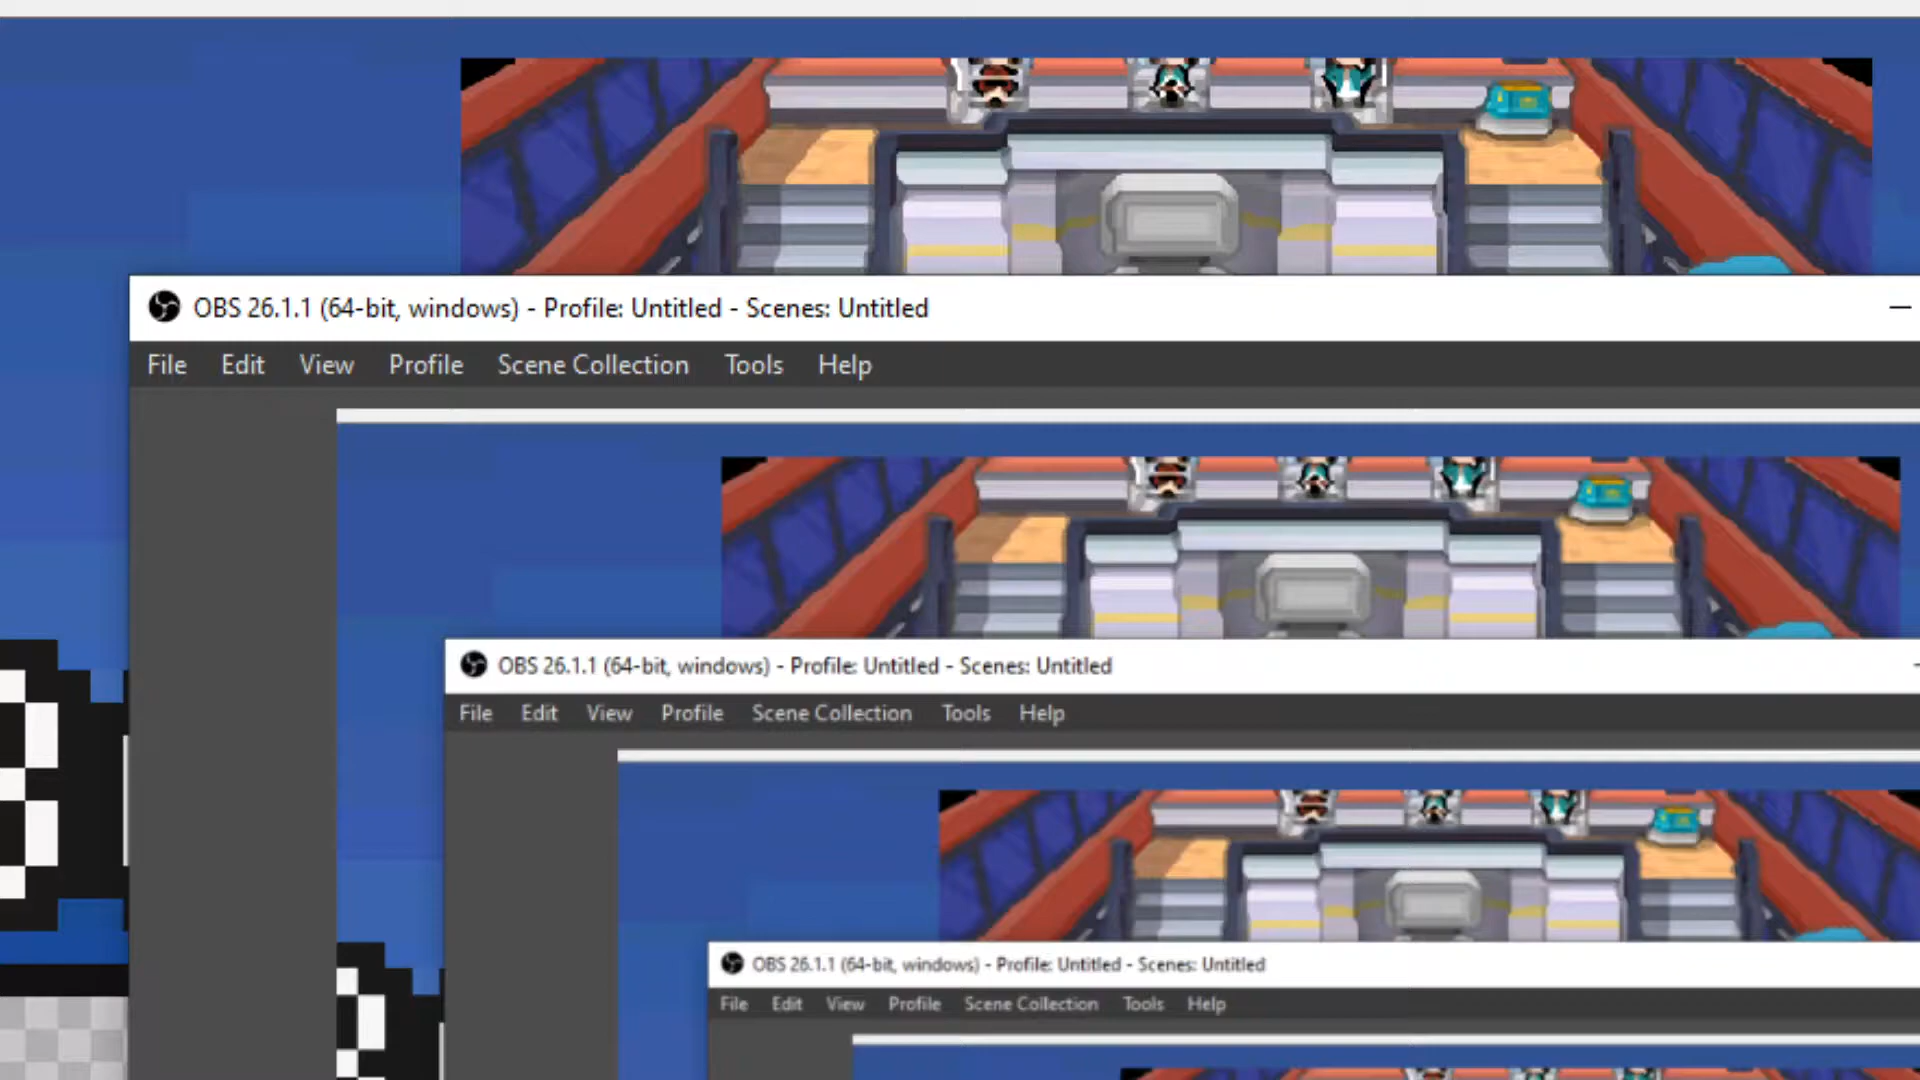 OBS 26.1.1 (64-bit, windows) - Profile: Untitled - Scenes: Untitled
File Edit View Profile Scene Collection Tools Help
OBS 26.1.1 (64-bit, windows) - Profile: Untitled - Scenes: Untitled
File Edit View Profile Scene Collection Tools Help
OBS 26.1.1 (64-bit, windows) - Profile: Untitled - Scenes: Untitled
File Edit View Profile Scene Collection Tools Help